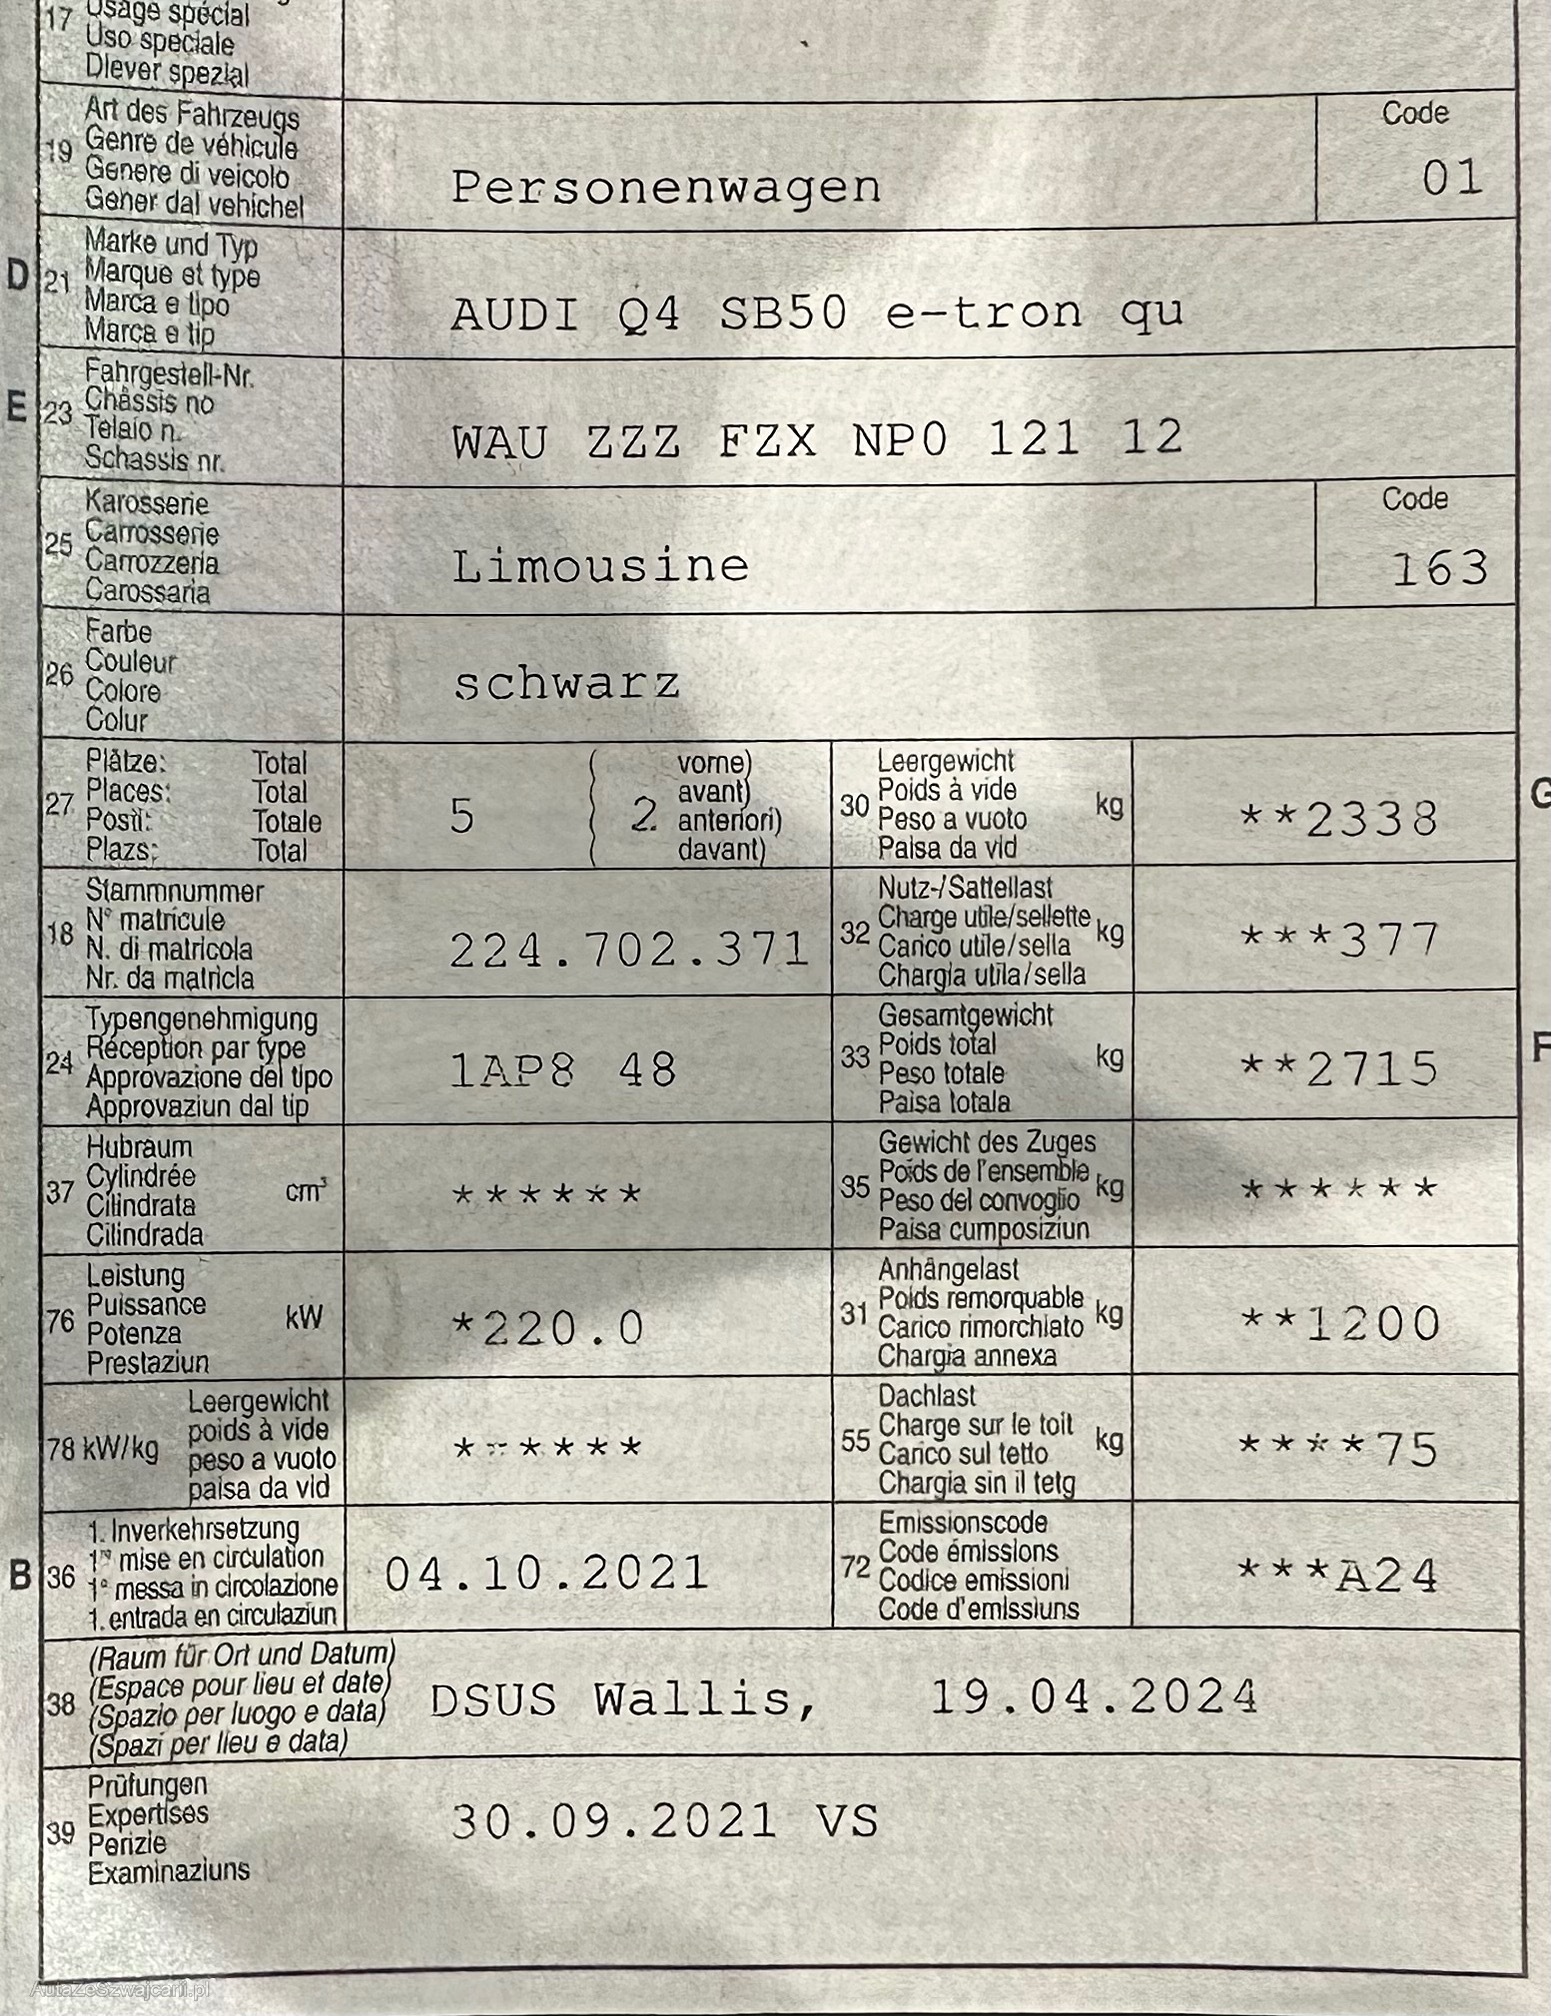 17 Usage spécial
Uso speciale
Diever spezial
19 Art des Fahrzeugs
Genre de véhicule
Genere di veicolo
Gener dal vehichel
Personenwagen
Code
01
D 21 Marke und Typ
Marque et type
Marca e tipo
Marca e tip
AUDI Q4 SB50 e-tron qu
E 23 Fahrgestell-Nr.
Châssis no
Telaio n.
Schassis nr.
WAU ZZZ FZX NP0 121 12
25 Karosserie
Carrosserie
Carrozzeria
Carossaria
Limousine
Code
163
26 Farbe
Couleur
Colore
Colur
schwarz
27 Plätze: Total
Places: Total
Posti: Totale
Plazs: Total
5 ( 2 vorne)
avant)
anteriori)
davant)
30 Leergewicht
Poids à vide
Peso a vuoto
Paisa da vid
kg
**2338
G
18 Stammnummer
N° matricule
N. di matricola
Nr. da matricla
224.702.371
32 Nutz-/Sattellast
Charge utile/sellette
Carico utile/sella
Chargia utila/sella
kg
***377
24 Typengenehmigung
Réception par type
Approvazione del tipo
Approvaziun dal tip
1AP8 48
33 Gesamtgewicht
Poids total
Peso totale
Paisa totala
kg
**2715
F
37 Hubraum
Cylindrée
Cilindrata
Cilindrada
cm³
******
35 Gewicht des Zuges
Poids de l'ensemble
Peso del convoglio
Paisa cumposiziun
kg
******
76 Leistung
Puissance
Potenza
Prestaziun
kW
*220.0
31 Anhängelast
Poids remorquable
Carico rimorchiato
Chargia annexa
kg
**1200
78 kW/kg
Leergewicht
poids à vide
peso a vuoto
paisa da vid
******
55 Dachlast
Charge sur le toit
Carico sul tetto
Chargia sin il tetg
kg
****75
B 36 1. Inverkehrsetzung
1re mise en circulation
1a messa in circolazione
1. entrada en circulaziun
04.10.2021
72 Emissionscode
Code émissions
Codice emissioni
Code d'emissiuns
***A24
38 (Raum für Ort und Datum)
(Espace pour lieu et date)
(Spazio per luogo e data)
(Spazi per lieu e data)
DSUS Wallis, 19.04.2024
39 Prüfungen
Expertises
Perizie
Examinaziuns
30.09.2021 VS
AutazeSzwajcarii.pl